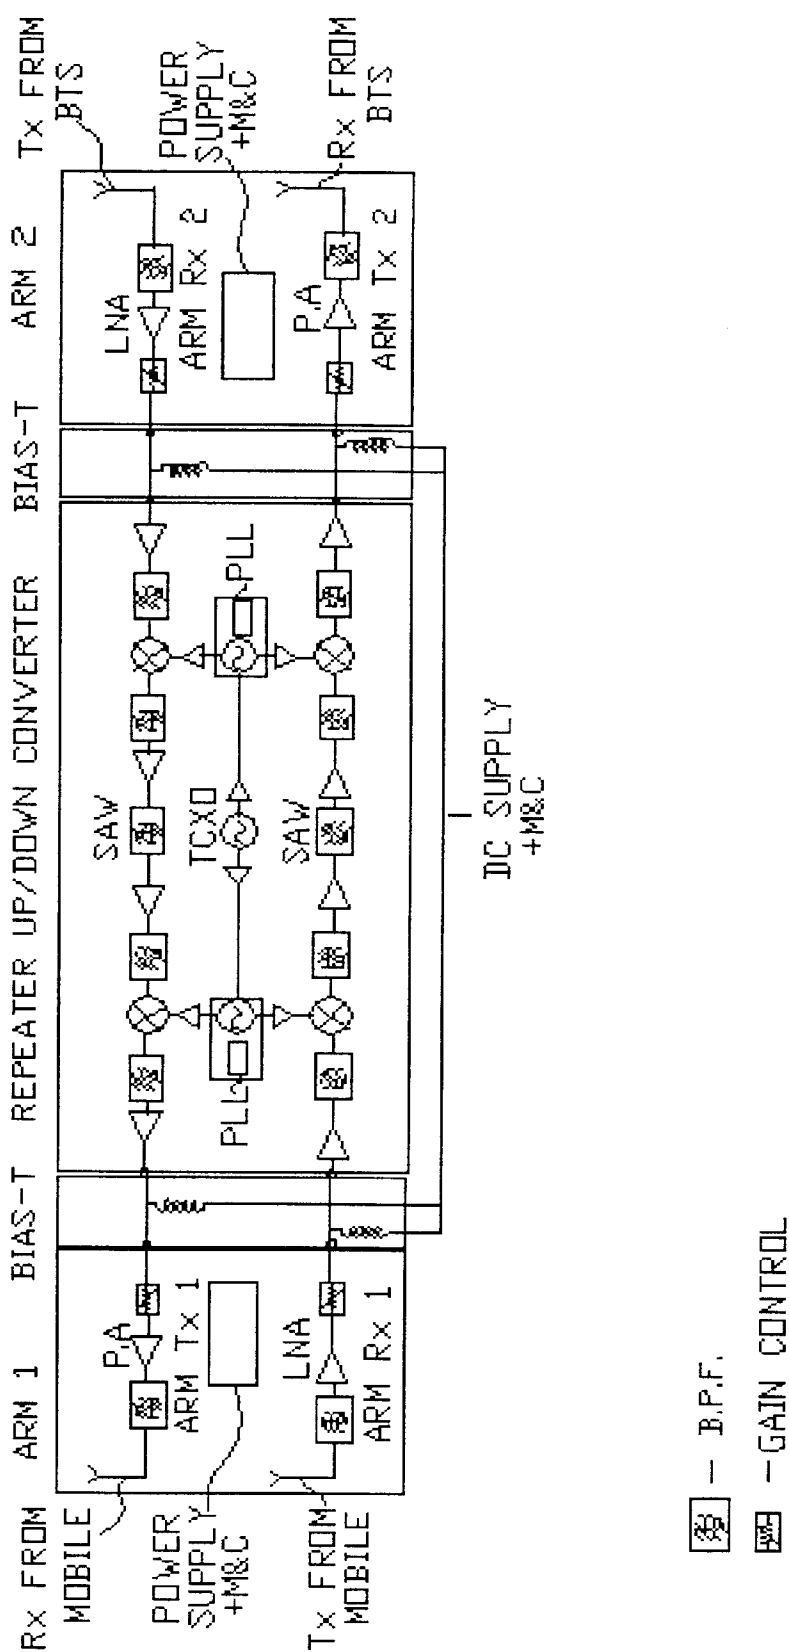 Rx FROM
MOBILE
ARM 1
BIAS-T
REPEATER UP/DOWN CONVERTER
BIAS-T
ARM 2
Tx FROM
BTS
P.A
ARM Tx 1
SAW
LNA
ARM Rx 2
POWER
SUPPLY
+M&C
PLL
TCXO
PLL
POWER
SUPPLY
+M&C
LNA
ARM Rx 1
SAW
P.A
ARM Tx 2
Tx FROM
MOBILE
Rx FROM
BTS
DC SUPPLY
+M&C
- B.P.F.
-GAIN CONTROL